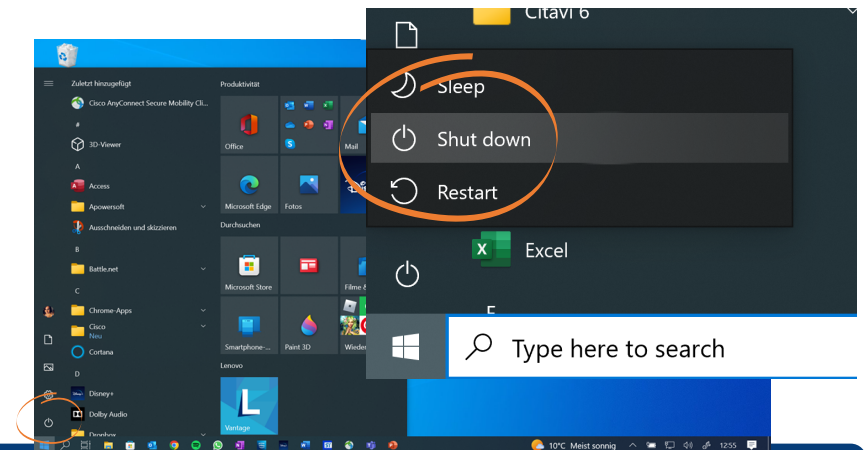 Zuletzt hinzugefügt
Cisco AnyConnect Secure Mobility Cli...
#
3D-Viewer
A
Access
Apowersoft
Ausschneiden und skizzieren
B
Battle.net
C
Chrome-Apps
Cisco
Neu
Cortana
D
Disney+
Dolby Audio
Dropbox
Produktivität
Office
Mail
Microsoft Edge
Fotos
Durchsuchen
Microsoft Store
Filme &
Smartphone-...
Paint 3D
Lenovo
L
Vantage
Citavi 6
Sleep
Shut down
Restart
Excel
Type here to search
10°C Meist sonnig
1255